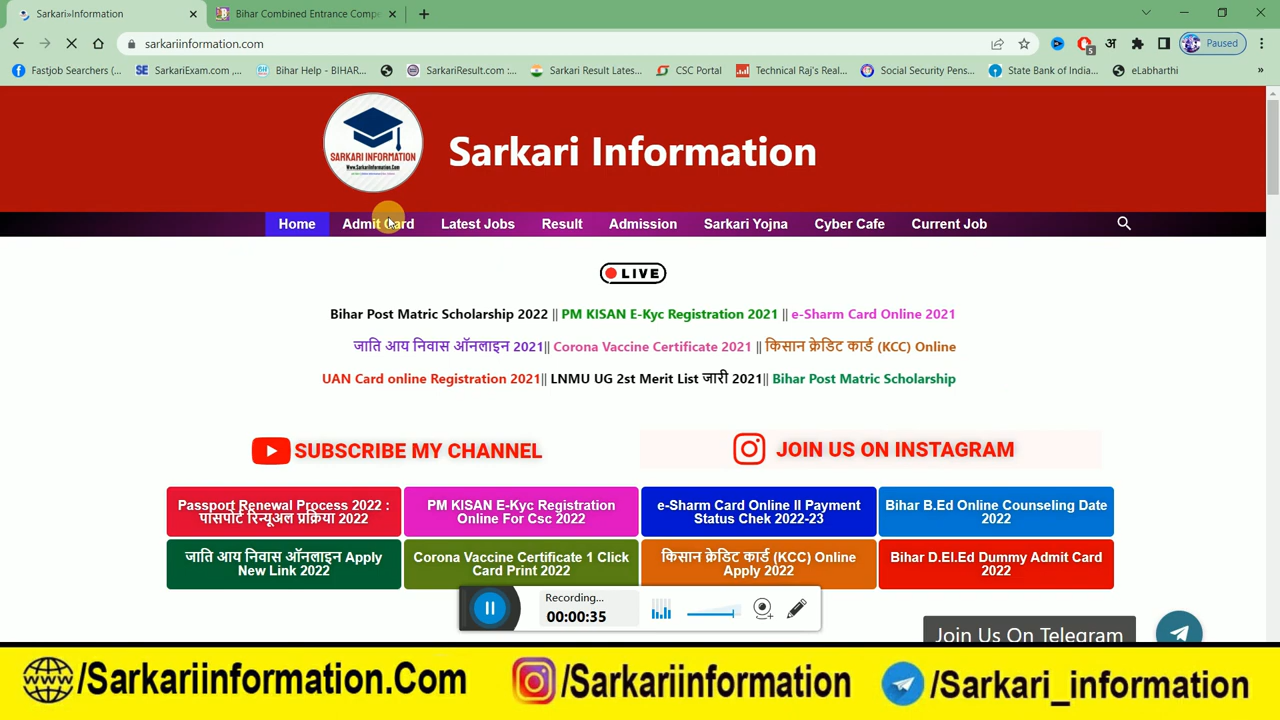 Sakari»Information
Bihar Combined Entrance Compe
sarkariinformation.com
Paused
5
अ
Fastjob Searchers (...
SarkariExam.com ,...
Bihar Help - BIHAR...
SarkariResult.com :...
Sarkari Result Lates...
CSC Portal
Technical Raj's Real...
Social Security Pens...
State Bank of India...
eLabharthi
»
SARKARI INFORMATION
Www.SarkariInformation.Com
Sarkari Information
Home
Admit Card
Latest Jobs
Result
Admission
Sarkari Yojna
Cyber Cafe
Current Job
LIVE
Bihar Post Matric Scholarship 2022 || PM KISAN E-Kyc Registration 2021 || e-Sharm Card Online 2021
जाति आय निवास ऑनलाइन 2021|| Corona Vaccine Certificate 2021 || किसान क्रेडिट कार्ड (KCC) Online
UAN Card online Registration 2021|| LNMU UG 2st Merit List जारी 2021|| Bihar Post Matric Scholarship
SUBSCRIBE MY CHANNEL
JOIN US ON INSTAGRAM
Passport Renewal Process 2022 :
पासपोर्ट रिन्यूअल प्रक्रिया 2022
PM KISAN E-Kyc Registration
Online For Csc 2022
e-Sharm Card Online II Payment
Status Chek 2022-23
Bihar B.Ed Online Counseling Date
2022
जाति आय निवास ऑनलाइन Apply
New Link 2022
Corona Vaccine Certificate 1 Click
Card Print 2022
किसान क्रेडिट कार्ड (KCC) Online
Apply 2022
Bihar D.El.Ed Dummy Admit Card
2022
Recording...
00:00:35
Join Us On Telegram
/Sarkariinformation.Com
/Sarkariinformation
/Sarkari_information